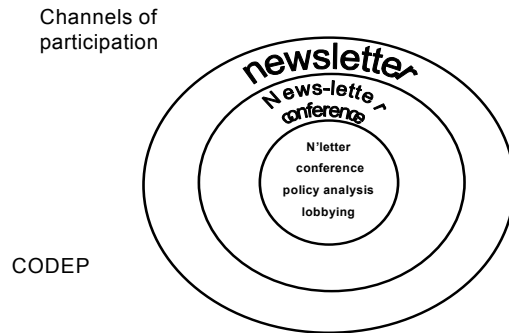 Channels of
participation
newsletter
News-letter
conference
N'letter
conference
policy analysis
lobbying
CODEP